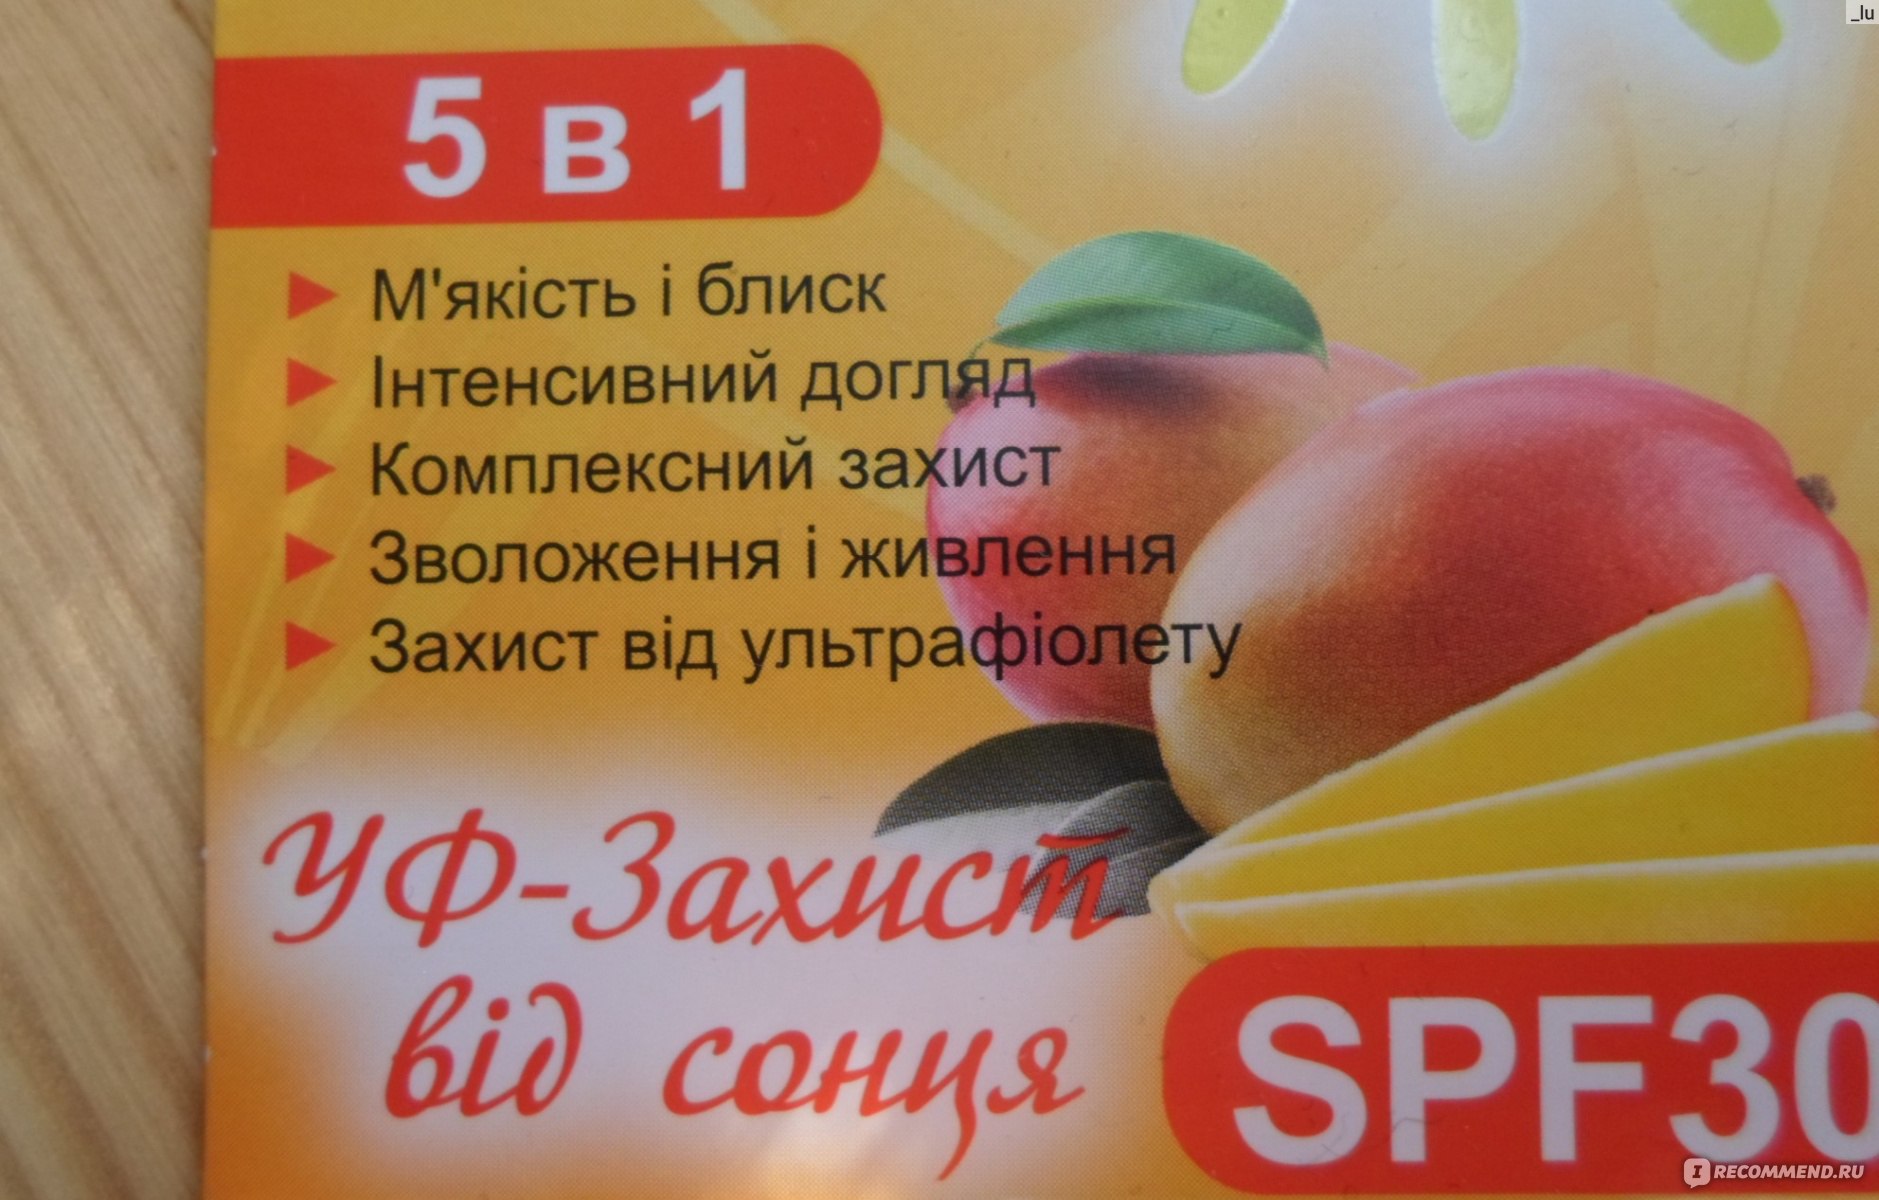 _lu
5 в 1
М'якість і блиск
Інтенсивний догляд
Комплексний захист
Зволоження і живлення
Захист від ультрафіолету
УФ-Захист
від сонця
SPF30
IRECOMMEND.RU